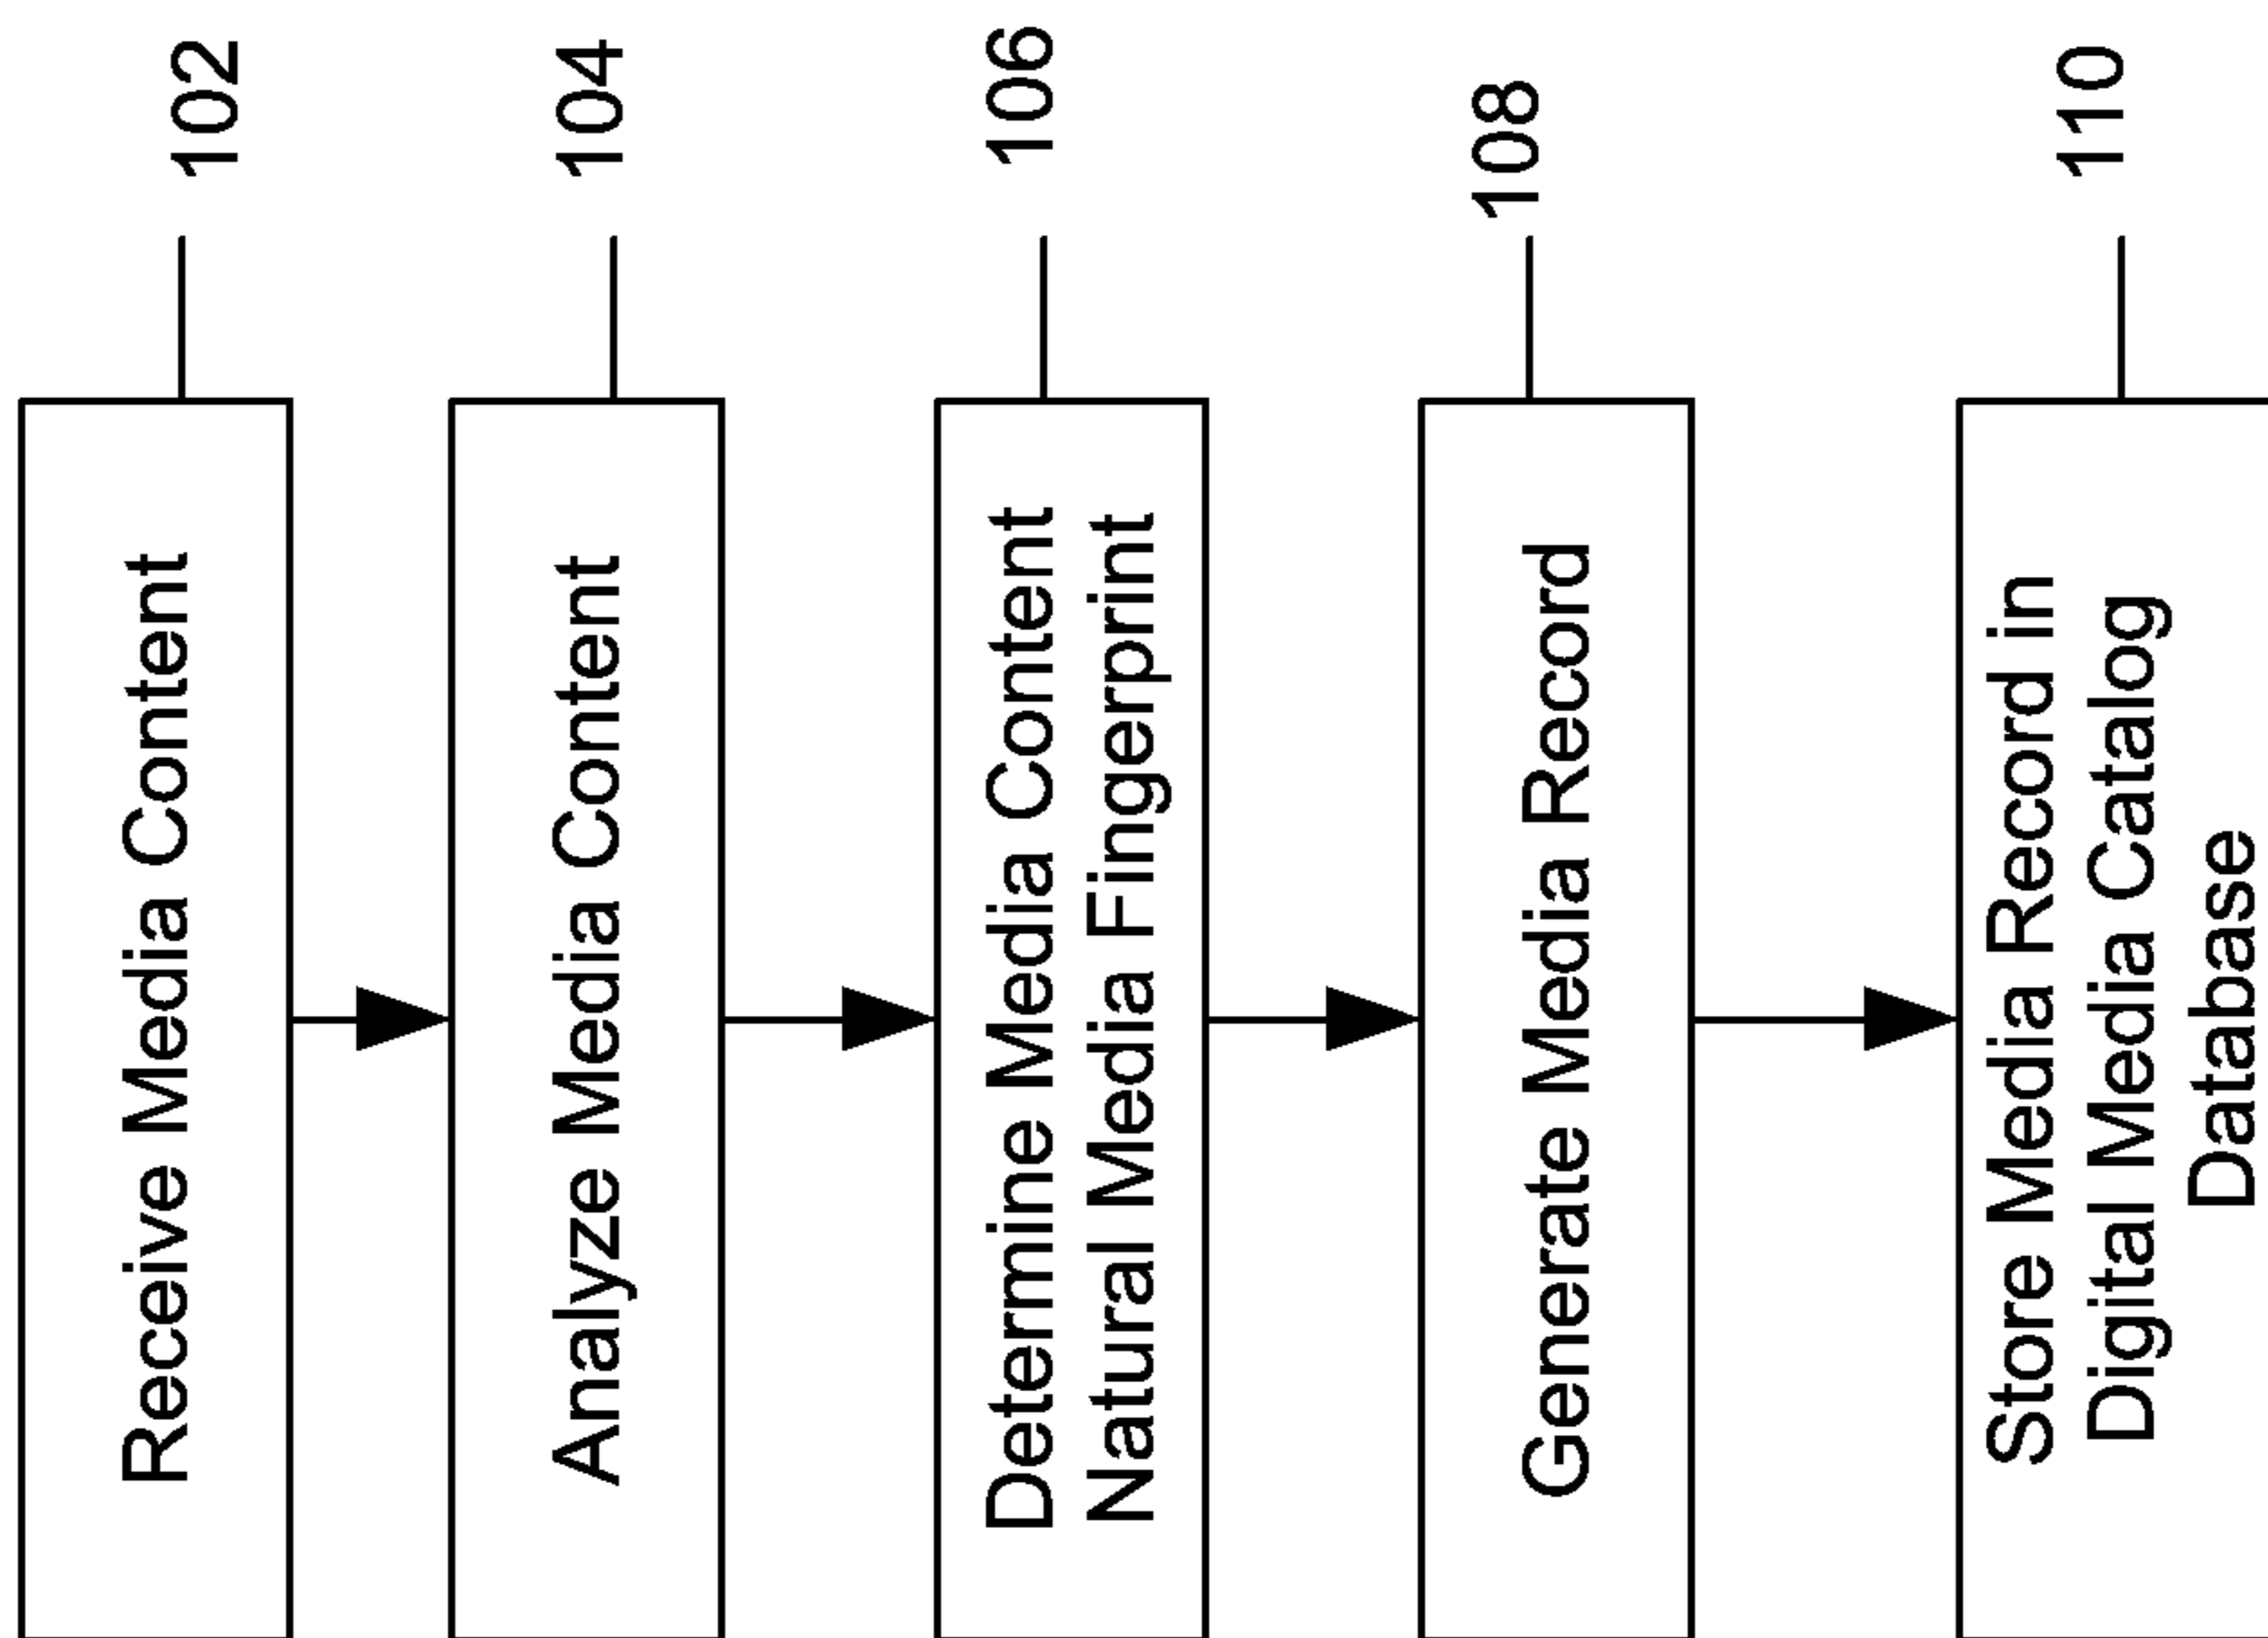 Receive Media Content
102
Analyze Media Content
104
Determine Media Content
Natural Media Fingerprint
106
Generate Media Record
108
Store Media Record in
Digital Media Catalog
Database
110